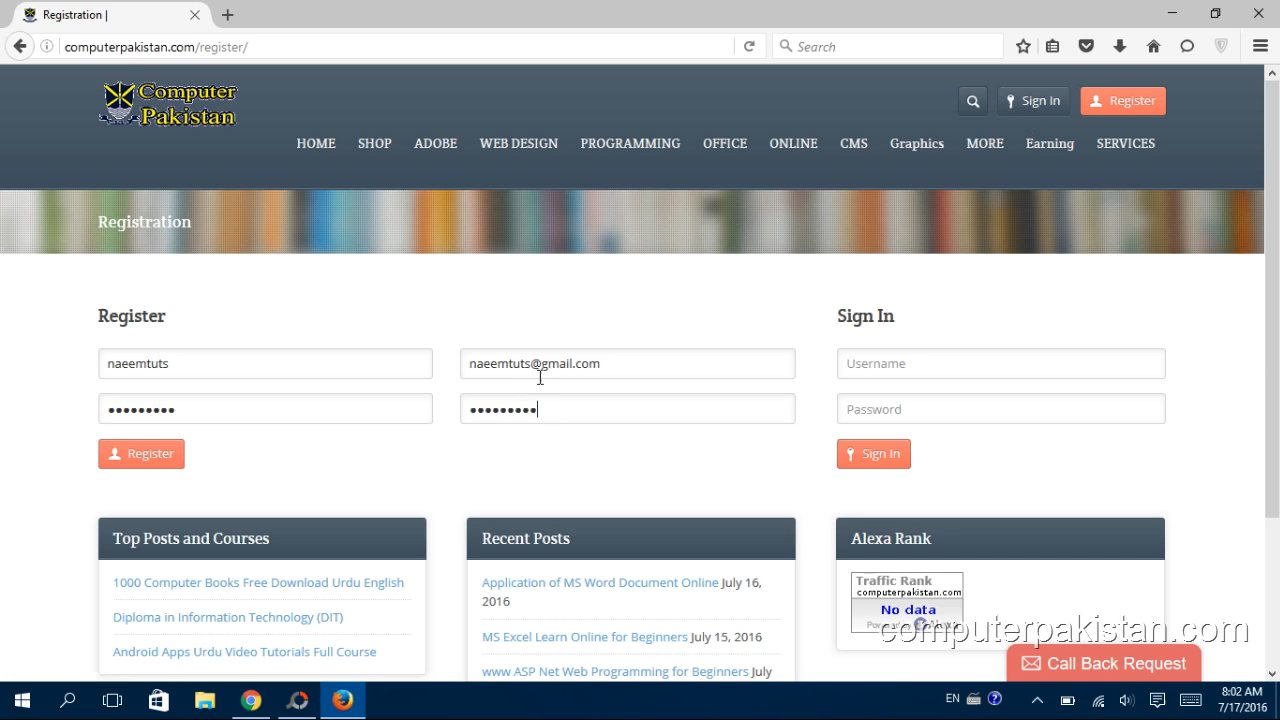 Registration |
computerpakistan.com/register/
Search
Computer
Pakistan
Sign In
Register
HOME SHOP ADOBE WEB DESIGN PROGRAMMING OFFICE ONLINE CMS Graphics MORE Earning SERVICES
Registration
Register
Sign In
naeemtuts
naeemtuts@gmail.com
Username
•••••••••
•••••••••
Password
Register
Sign In
Top Posts and Courses
1000 Computer Books Free Download Urdu English
Diploma in Information Technology (DIT)
Android Apps Urdu Video Tutorials Full Course
Recent Posts
Application of MS Word Document Online July 16,
2016
MS Excel Learn Online for Beginners July 15, 2016
www ASP Net Web Programming for Beginners July
Alexa Rank
Traffic Rank
computerpakistan.com
No data
computerpakistan.com
Call Back Request
EN
8:02 AM
7/17/2016